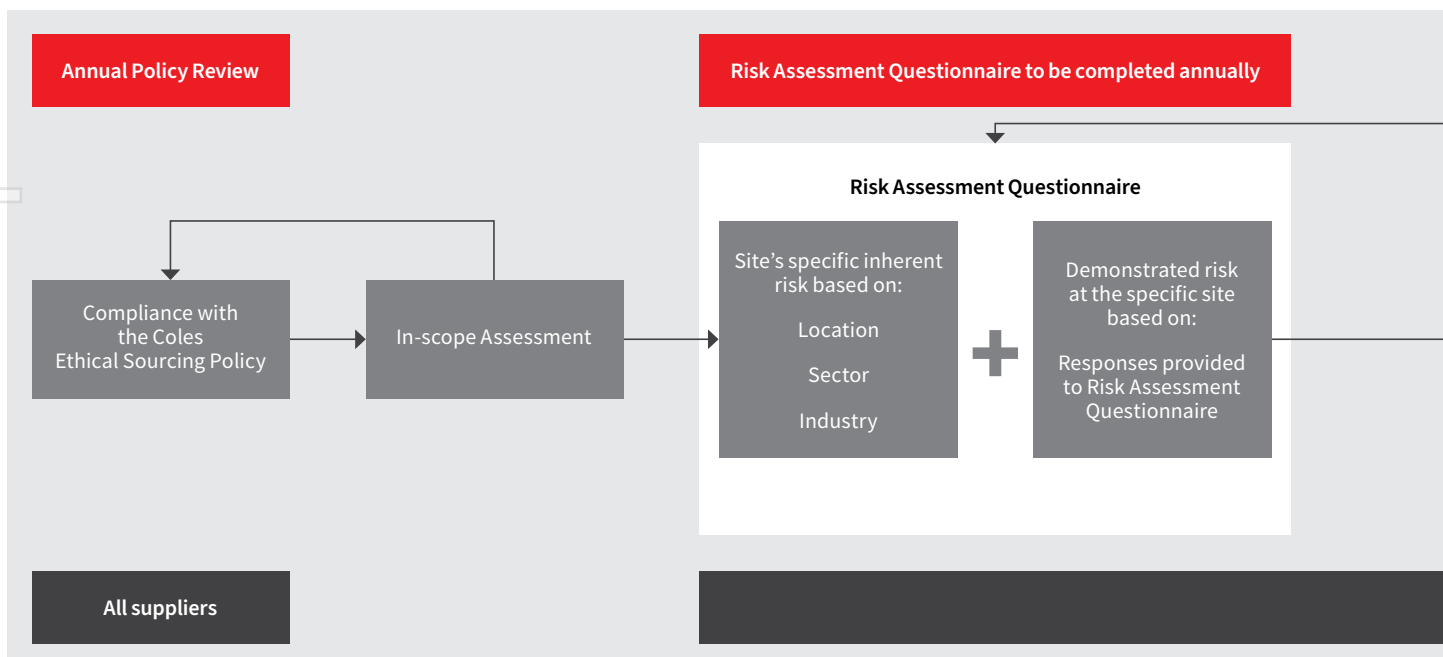 Annual Policy Review
Risk Assessment Questionnaire to be completed annually
Risk Assessment Questionnaire
Compliance with
the Coles
Ethical Sourcing Policy
In-scope Assessment
Site’s specific inherent
risk based on:
Location
Sector
Industry
Demonstrated risk
at the specific site
based on:
Responses provided
to Risk Assessment
Questionnaire
All suppliers